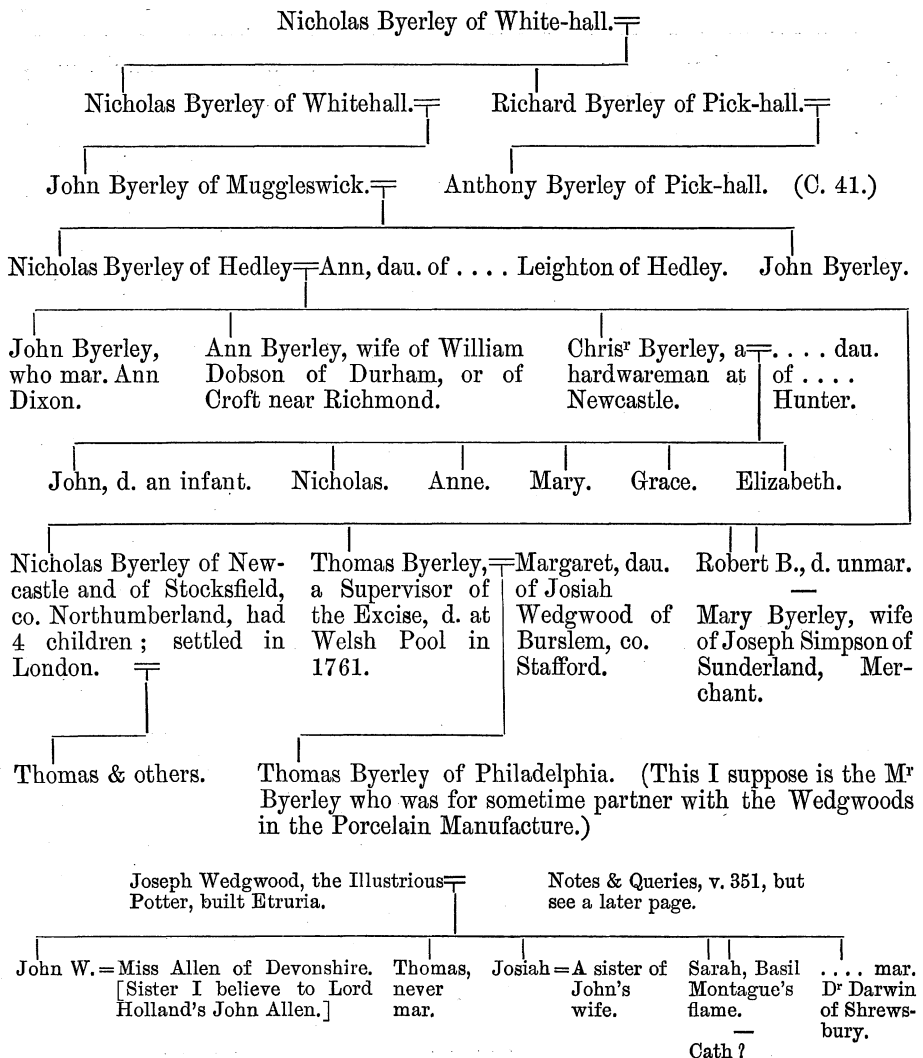 Nicholas Byerley of White-hall.
Nicholas Byerley of Whitehall.
Richard Byerley of Pick-hall.
John Byerley of Muggleswick.
Anthony Byerley of Pick-hall. (C. 41.)
Nicholas Byerley of Hedley
Ann, dau. of . . . . Leighton of Hedley.
John Byerley.
John Byerley,
who mar. Ann
Dixon.
Ann Byerley, wife of William
Dobson of Durham, or of
Croft near Richmond.
Chrisʳ Byerley, a
hardwareman at
Newcastle.
. . . . dau.
of . . . .
Hunter.
John, d. an infant.
Nicholas.
Anne.
Mary.
Grace.
Elizabeth.
Nicholas Byerley of New-
castle and of Stocksfield,
co. Northumberland, had
4 children ; settled in
London.
Thomas Byerley,
a Supervisor of
the Excise, d. at
Welsh Pool in
1761.
Margaret, dau.
of Josiah
Wedgwood of
Burslem, co.
Stafford.
Robert B., d. unmar.
—
Mary Byerley, wife
of Joseph Simpson of
Sunderland, Mer-
chant.
Thomas & others.
Thomas Byerley of Philadelphia. (This I suppose is the Mʳ
Byerley who was for sometime partner with the Wedgwoods
in the Porcelain Manufacture.)
Joseph Wedgwood, the Illustrious
Potter, built Etruria.
Notes & Queries, v. 351, but
see a later page.
John W. = Miss Allen of Devonshire.
[Sister I believe to Lord
Holland's John Allen.]
Thomas,
never
mar.
Josiah = A sister of
John's
wife.
Sarah, Basil
Montague's
flame.
—
Cath ?
. . . . mar.
Dʳ Darwin
of Shrews-
bury.